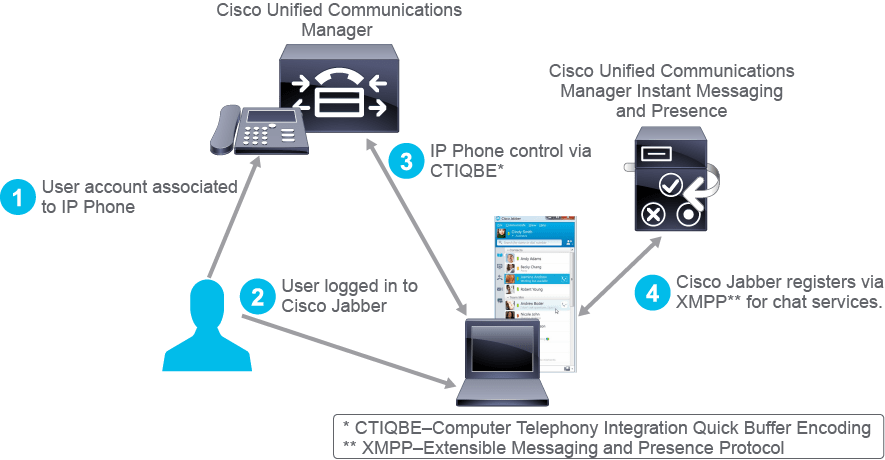 Cisco Unified Communications
Manager
Cisco Unified Communications
Manager Instant Messaging
and Presence
3
IP Phone control via
CTIQBE*
1
User account associated
to IP Phone
Cisco Jabber
Cindy Smith
Andy Adams
Becky Chang
Robert Young
Andrew Boxer
Nicole John
2
User logged in to
Cisco Jabber
4
Cisco Jabber registers via
XMPP** for chat services.
* CTIQBE–Computer Telephony Integration Quick Buffer Encoding
** XMPP–Extensible Messaging and Presence Protocol